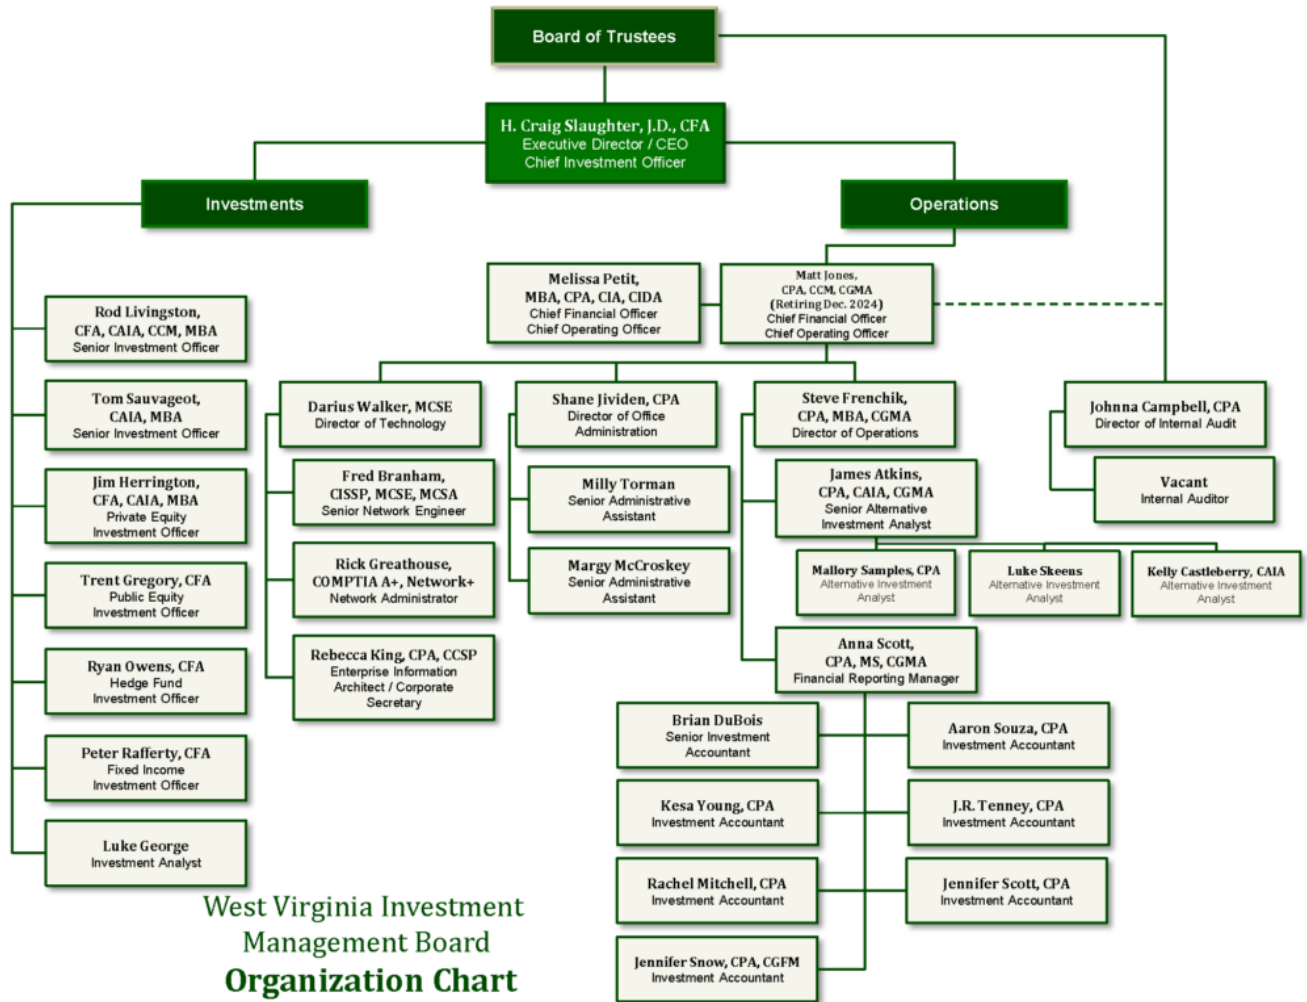 Board of Trustees
H. Craig Slaughter, J.D., CFA
Executive Director / CEO
Chief Investment Officer
Investments
Operations
Melissa Petit,
MBA, CPA, CIA, CIDA
Chief Financial Officer
Chief Operating Officer
Matt Jones,
CPA, CCM, CGMA
(Retiring Dec. 2024)
Chief Financial Officer
Chief Operating Officer
Rod Livingston,
CFA, CAIA, CCM, MBA
Senior Investment Officer
Tom Sauvageot,
CAIA, MBA
Senior Investment Officer
Jim Herrington,
CFA, CAIA, MBA
Private Equity
Investment Officer
Trent Gregory, CFA
Public Equity
Investment Officer
Ryan Owens, CFA
Hedge Fund
Investment Officer
Peter Rafferty, CFA
Fixed Income
Investment Officer
Luke George
Investment Analyst
Darius Walker, MCSE
Director of Technology
Fred Branham,
CISSP, MCSE, MCSA
Senior Network Engineer
Rick Greathouse,
COMPTIA A+, Network+
Network Administrator
Rebecca King, CPA, CCSP
Enterprise Information
Architect / Corporate
Secretary
Shane Jividen, CPA
Director of Office
Administration
Milly Torman
Senior Administrative
Assistant
Margy McCroskey
Senior Administrative
Assistant
Steve Frenchik,
CPA, MBA, CGMA
Director of Operations
James Atkins,
CPA, CAIA, CGMA
Senior Alternative
Investment Analyst
Mallory Samples, CPA
Alternative Investment
Analyst
Luke Skeens
Alternative Investment
Analyst
Kelly Castleberry, CAIA
Alternative Investment
Analyst
Anna Scott,
CPA, MS, CGMA
Financial Reporting Manager
Brian DuBois
Senior Investment
Accountant
Aaron Souza, CPA
Investment Accountant
Kesa Young, CPA
Investment Accountant
J.R. Tenney, CPA
Investment Accountant
Rachel Mitchell, CPA
Investment Accountant
Jennifer Scott, CPA
Investment Accountant
Jennifer Snow, CPA, CGFM
Investment Accountant
Johnna Campbell, CPA
Director of Internal Audit
Vacant
Internal Auditor
West Virginia Investment
Management Board
Organization Chart